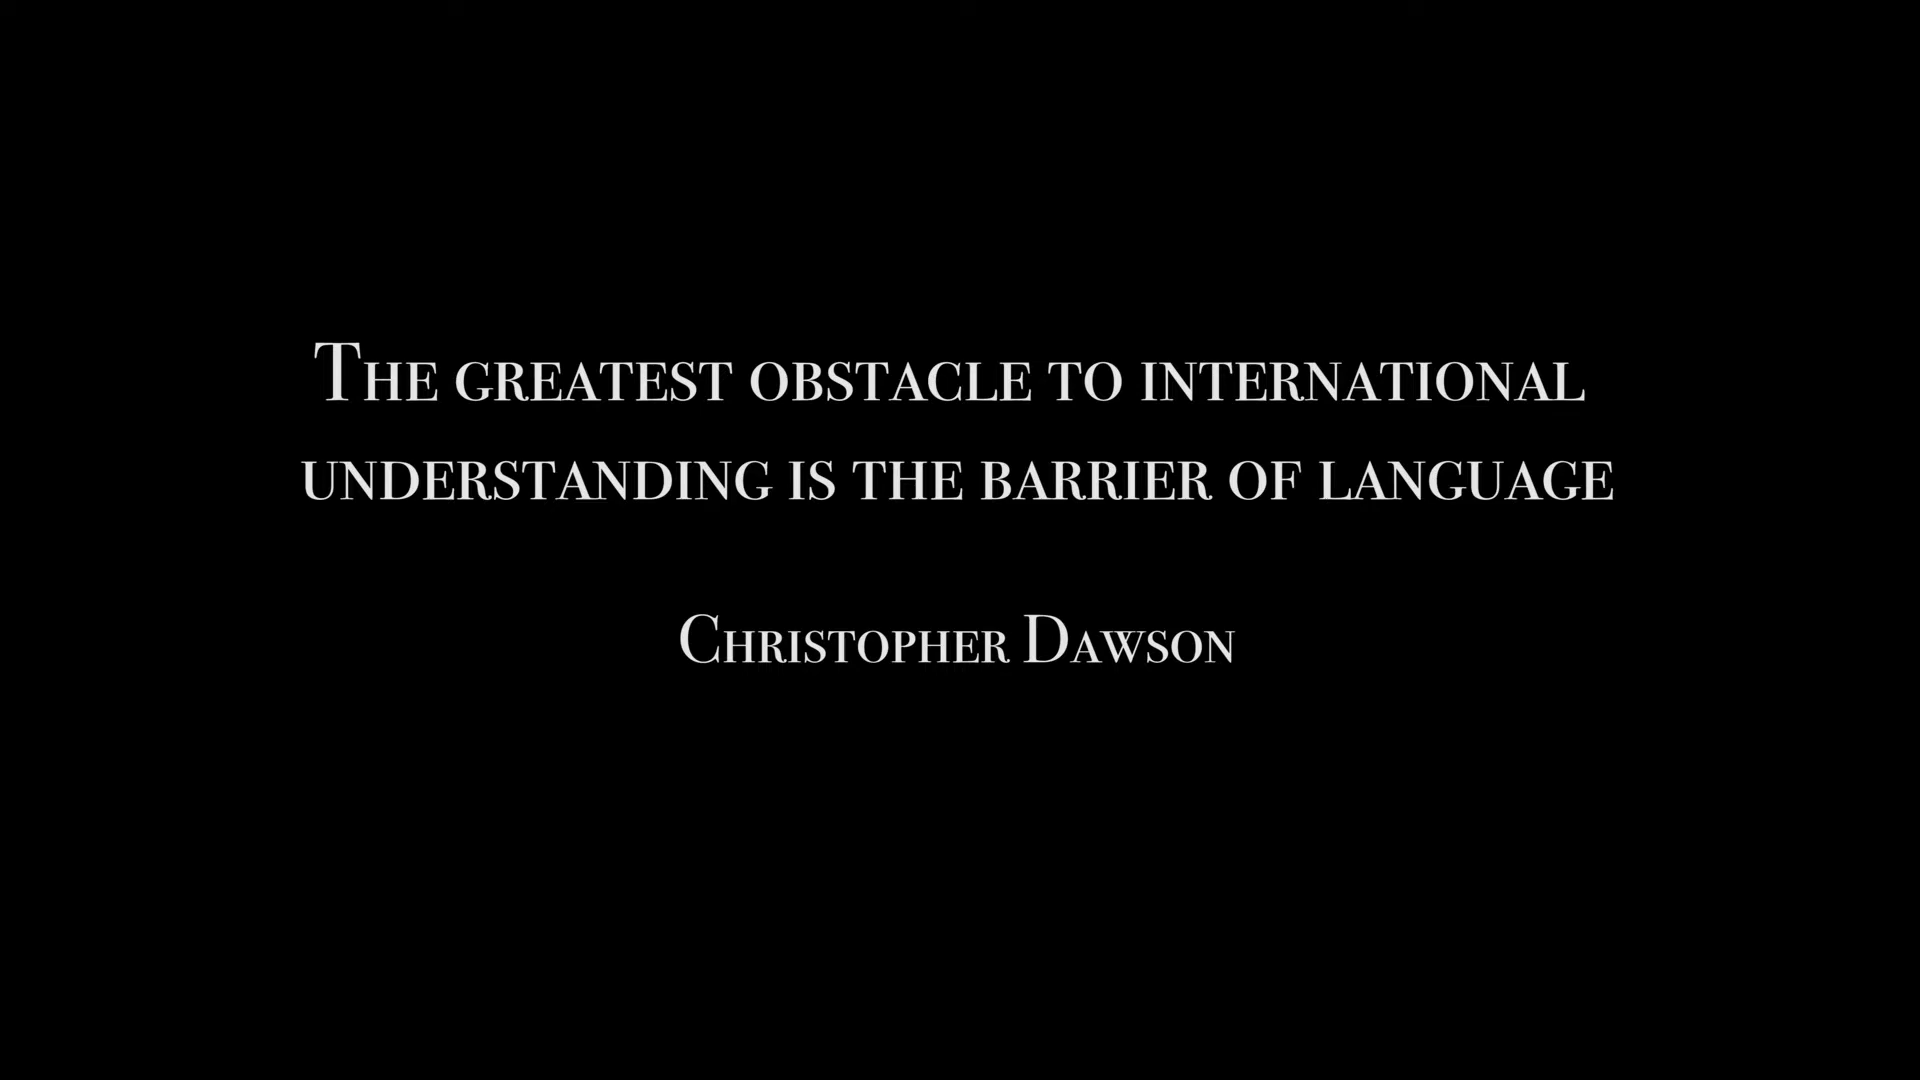 The greatest obstacle to international
understanding is the barrier of language
Christopher Dawson